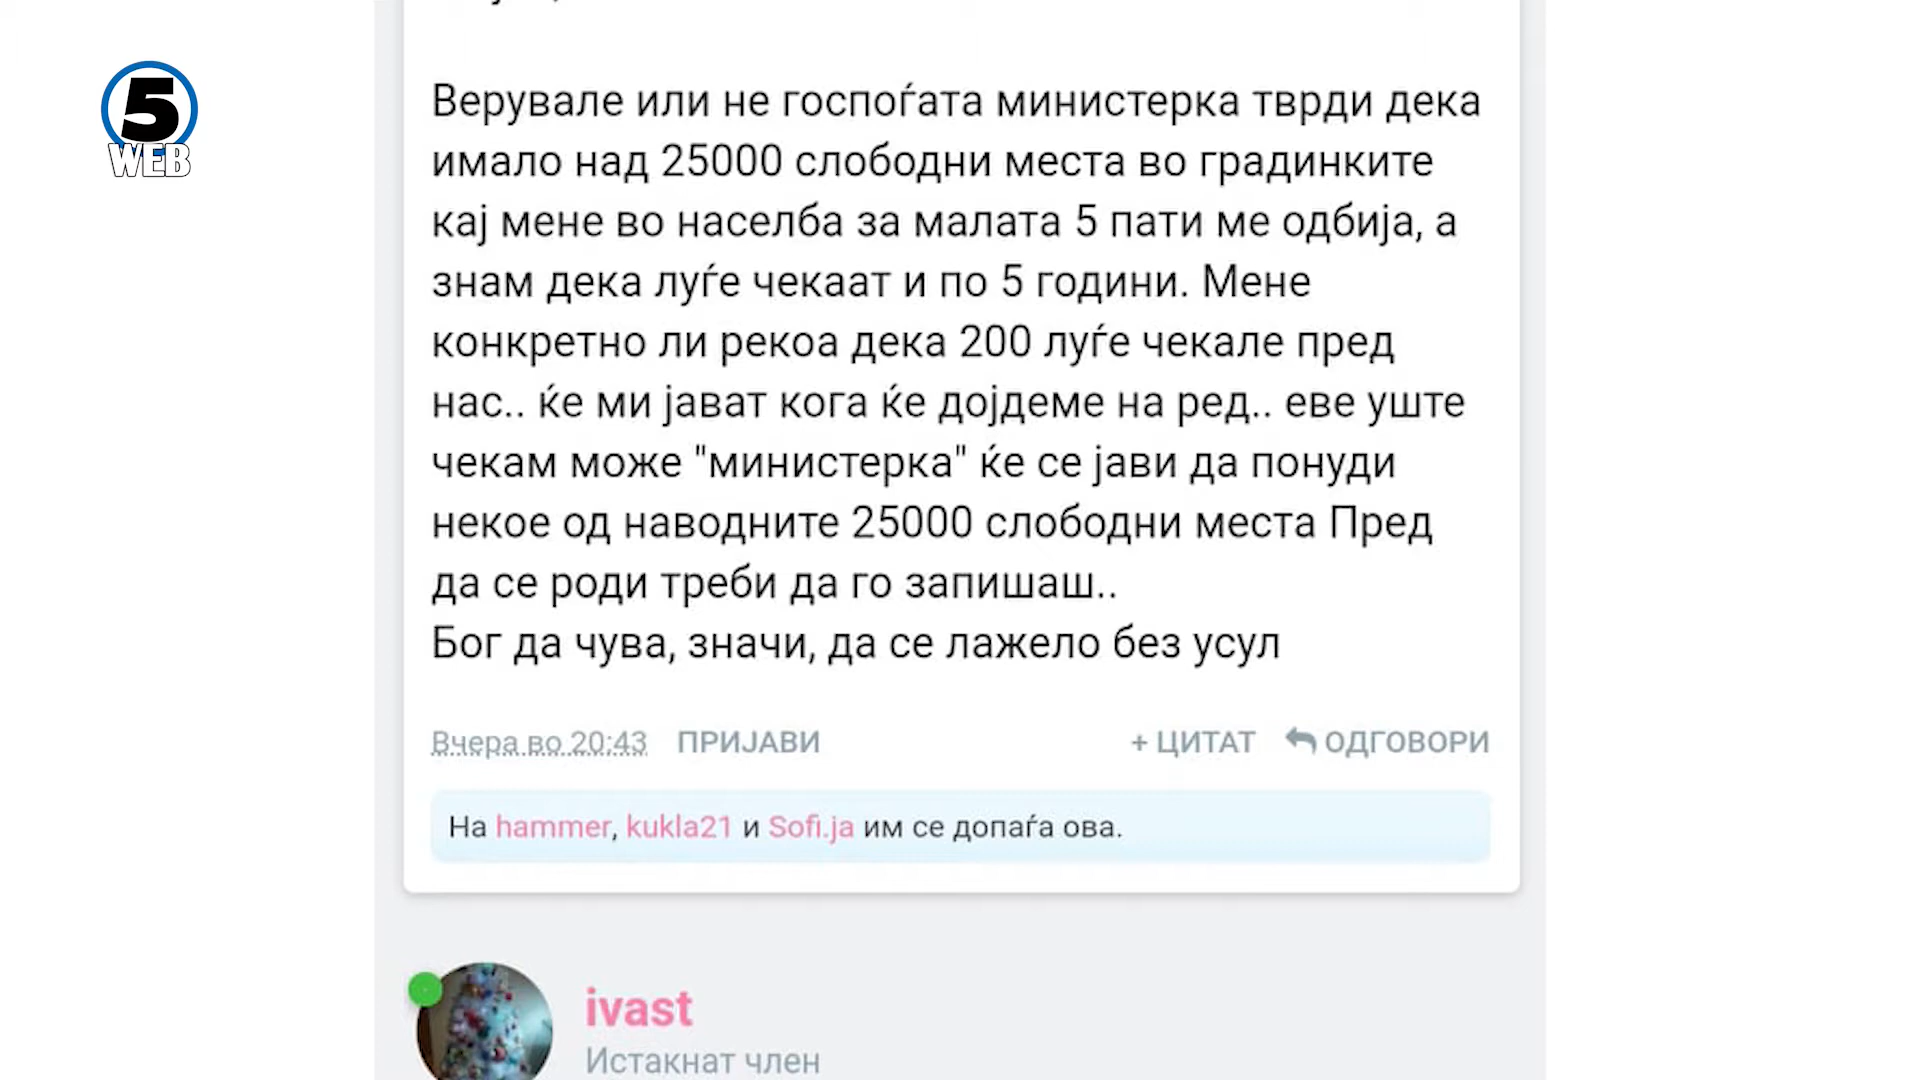 5
WEB
Верувале или не госпоѓата министерка тврди дека
имало над 25000 слободни места во градинките
кај мене во населба за малата 5 пати ме одбија, а
знам дека луѓе чекаат и по 5 години. Мене
конкретно ли рекоа дека 200 луѓе чекале пред
нас.. ќе ми јават кога ќе дојдеме на ред.. еве уште
чекам може "министерка" ќе се јави да понуди
некое од наводните 25000 слободни места Пред
да се роди треби да го запишаш..
Бог да чува, значи, да се лажело без усул
Вчера во 20:43 ПРИЈАВИ + ЦИТАТ ОДГОВОРИ
На hammer, kukla21 и Sofi.ja им се допаѓа ова.
ivast
Истакнат член